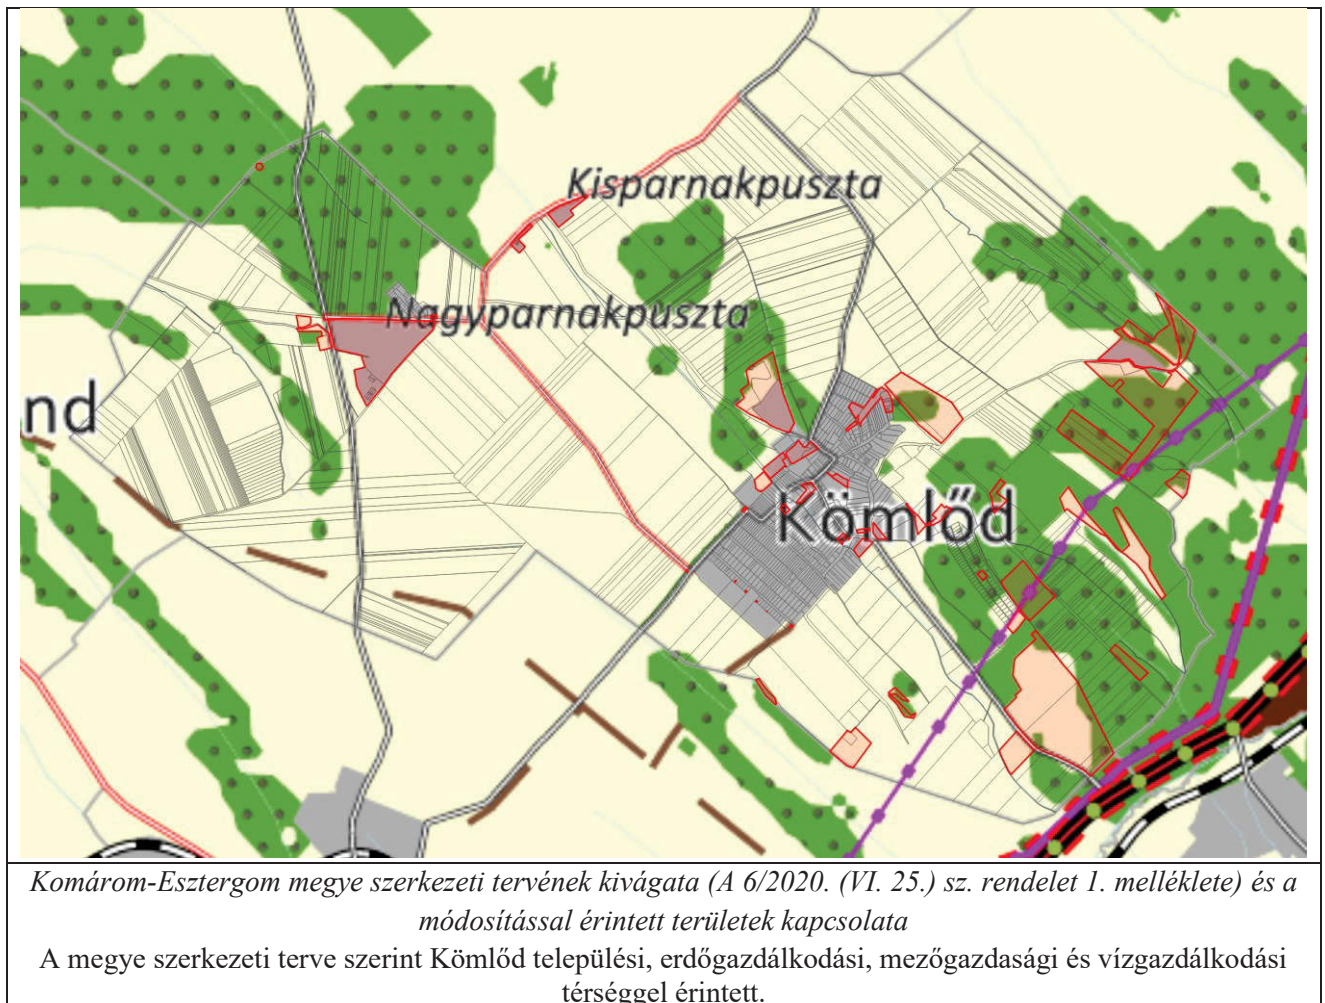 Kisparnakpuszta
Nagyparnakpuszta
nd
Kömlőd
Komárom-Esztergom megye szerkezeti tervének kivágata (A 6/2020. (VI. 25.) sz. rendelet 1. melléklete) és a
módosítással érintett területek kapcsolata
A megye szerkezeti terve szerint Kömlőd települési, erdőgazdálkodási, mezőgazdasági és vízgazdálkodási
térséggel érintett.